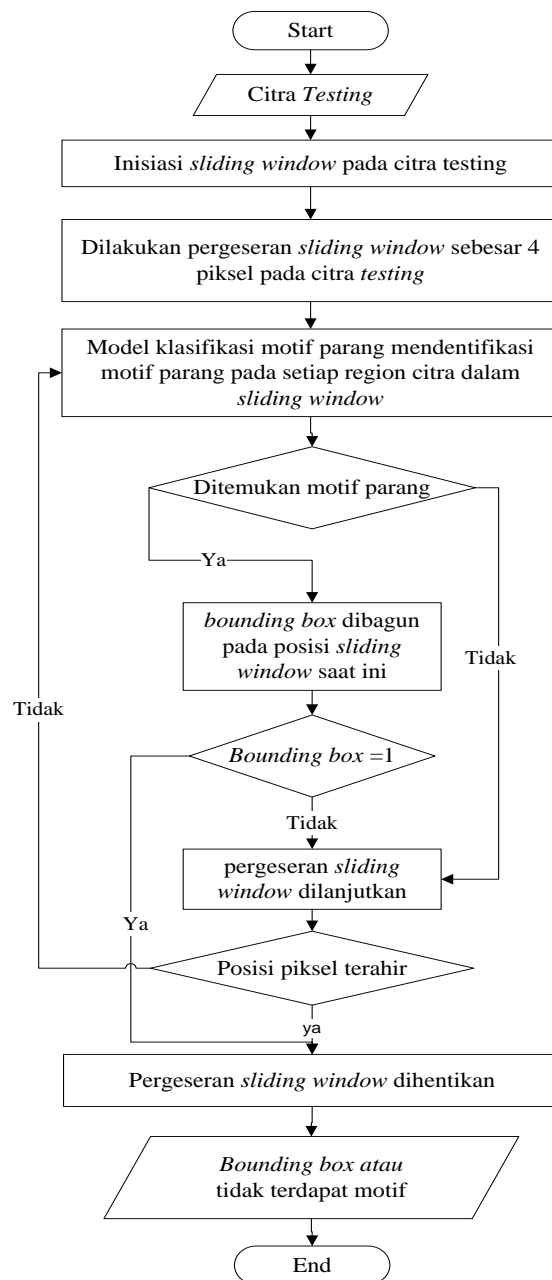 Start
Citra Testing
Inisiasi sliding window pada citra testing
Dilakukan pergeseran sliding window sebesar 4
piksel pada citra testing
Model klasifikasi motif parang mendentifikasi
motif parang pada setiap region citra dalam
sliding window
Ditemukan motif parang
Ya
bounding box dibagun
pada posisi sliding
window saat ini
Tidak
Tidak
Bounding box =1
Tidak
pergeseran sliding
window dilanjutkan
Ya
Posisi piksel terahir
ya
Pergeseran sliding window dihentikan
Bounding box atau
tidak terdapat motif
End